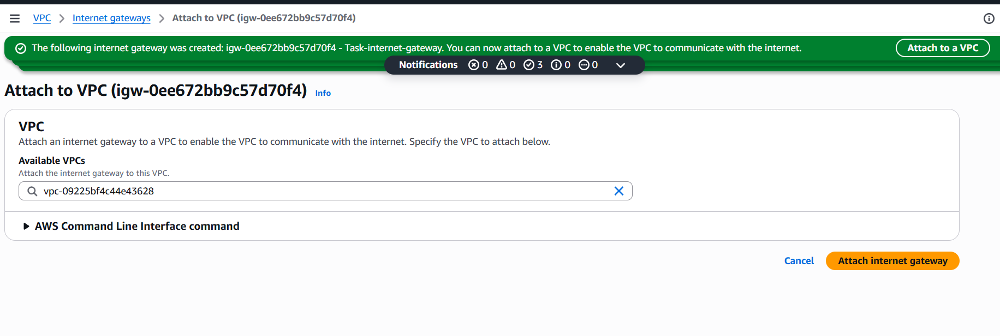 VPC > Internet gateways > Attach to VPC (igw-0ee672bb9c57d70f4)
The following internet gateway was created: igw-0ee672bb9c57d70f4 - Task-internet-gateway. You can now attach to a VPC to enable the VPC to communicate with the internet. Attach to a VPC
Notifications 0 0 3 0 0
Attach to VPC (igw-0ee672bb9c57d70f4) Info
VPC
Attach an internet gateway to a VPC to enable the VPC to communicate with the internet. Specify the VPC to attach below.
Available VPCs
Attach the internet gateway to this VPC.
vpc-09225bf4c44e43628
AWS Command Line Interface command
Cancel Attach internet gateway